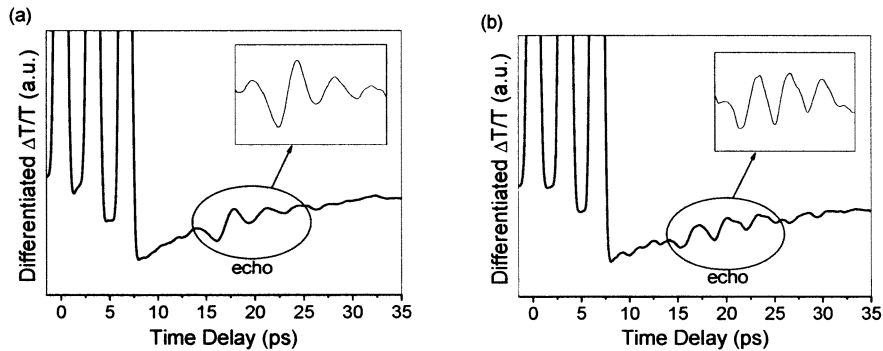 (a)
Differentiated ΔT/T (a.u.)
echo
0 5 10 15 20 25 30 35
Time Delay (ps)
(b)
Differentiated ΔT/T (a.u.)
echo
0 5 10 15 20 25 30 35
Time Delay (ps)